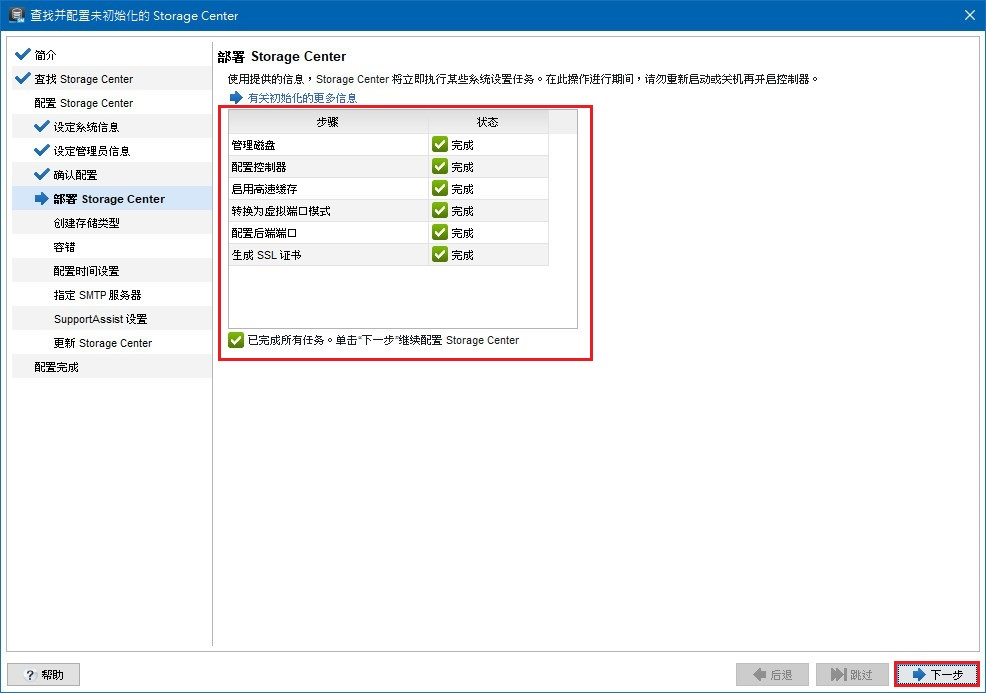 查找并配置未初始化的 Storage Center
简介
查找 Storage Center
配置 Storage Center
设定系统信息
设定管理员信息
确认配置
部署 Storage Center
创建存储类型
容错
配置时间设置
指定 SMTP 服务器
SupportAssist 设置
更新 Storage Center
配置完成
部署 Storage Center
使用提供的信息，Storage Center 将立即执行某些系统设置任务。在此操作进行期间，请勿重新启动或关机再开启控制器。
有关初始化的更多信息
步骤 状态
管理磁盘 完成
配置控制器 完成
启用高速缓存 完成
转换为虚拟端口模式 完成
配置后端端口 完成
生成 SSL 证书 完成
已完成所有任务。单击“下一步”继续配置 Storage Center
? 帮助 后退 跳过 下一步